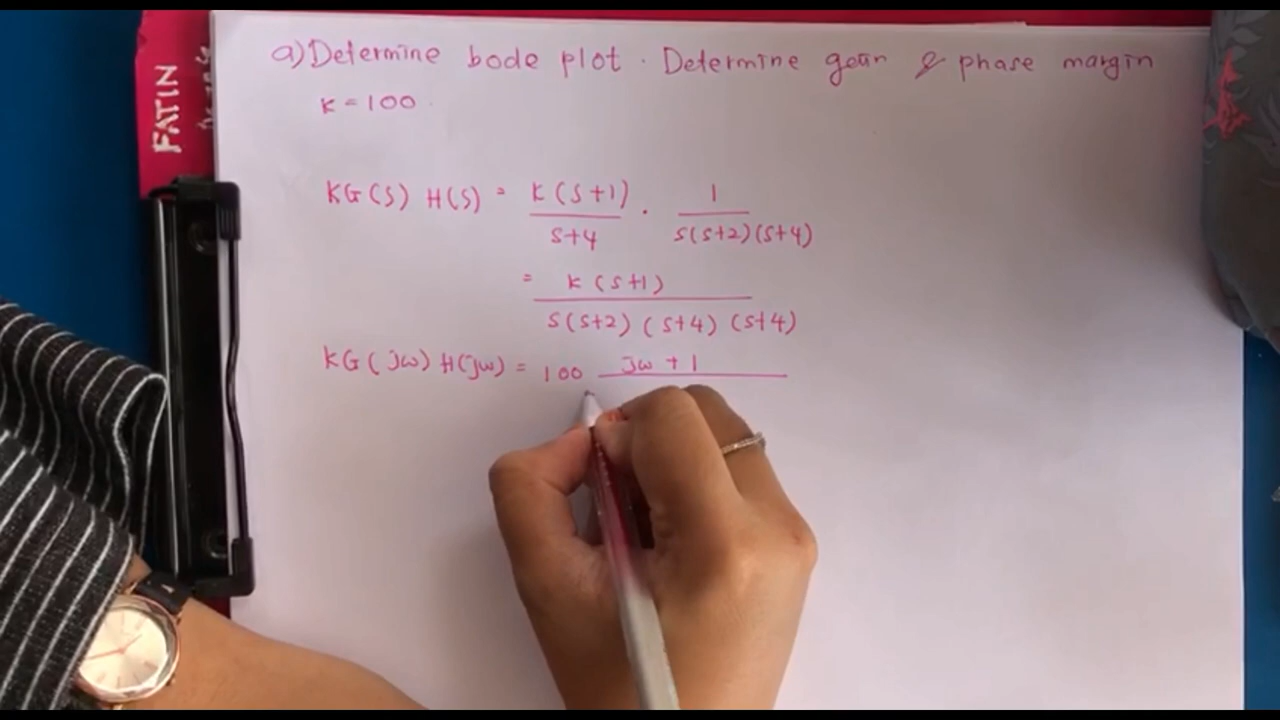 a) Determine bode plot. Determine gain & phase margin
K = 100
KG(s) H(s) = K(s+1) / s+4 . 1 / s(s+2)(s+4)
= K(s+1) / s(s+2)(s+4)(s+4)
KG(jω) H(jω) = 100 jω + 1
FATIN